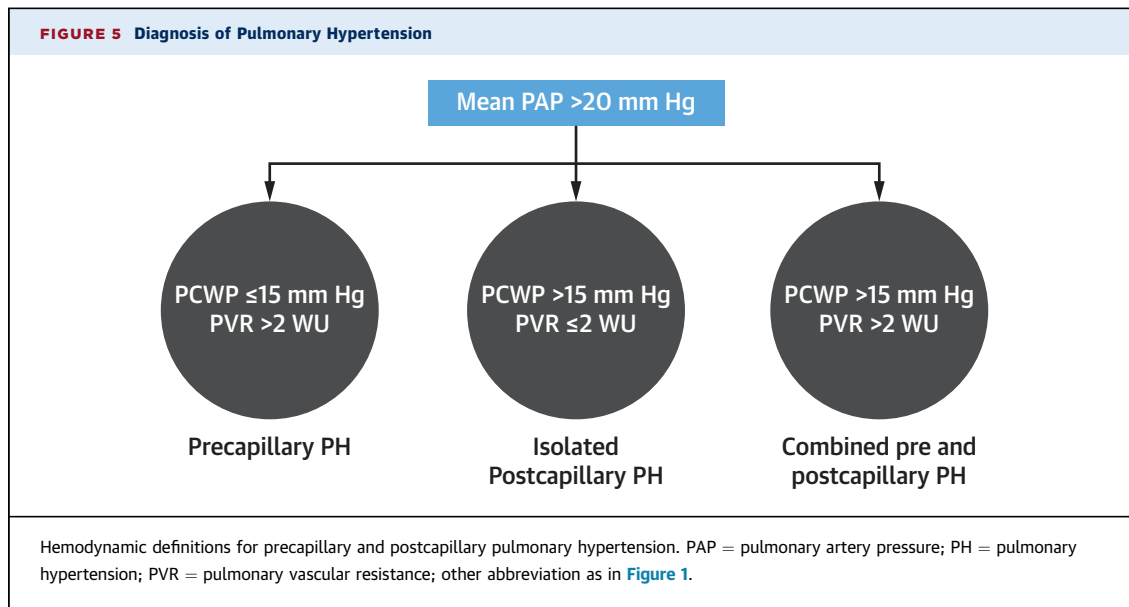 FIGURE 5 Diagnosis of Pulmonary Hypertension
Mean PAP >20 mm Hg
PCWP ≤15 mm Hg
PVR >2 WU
Precapillary PH
PCWP >15 mm Hg
PVR ≤2 WU
Isolated
Postcapillary PH
PCWP >15 mm Hg
PVR >2 WU
Combined pre and
postcapillary PH
Hemodynamic definitions for precapillary and postcapillary pulmonary hypertension. PAP = pulmonary artery pressure; PH = pulmonary
hypertension; PVR = pulmonary vascular resistance; other abbreviation as in Figure 1.